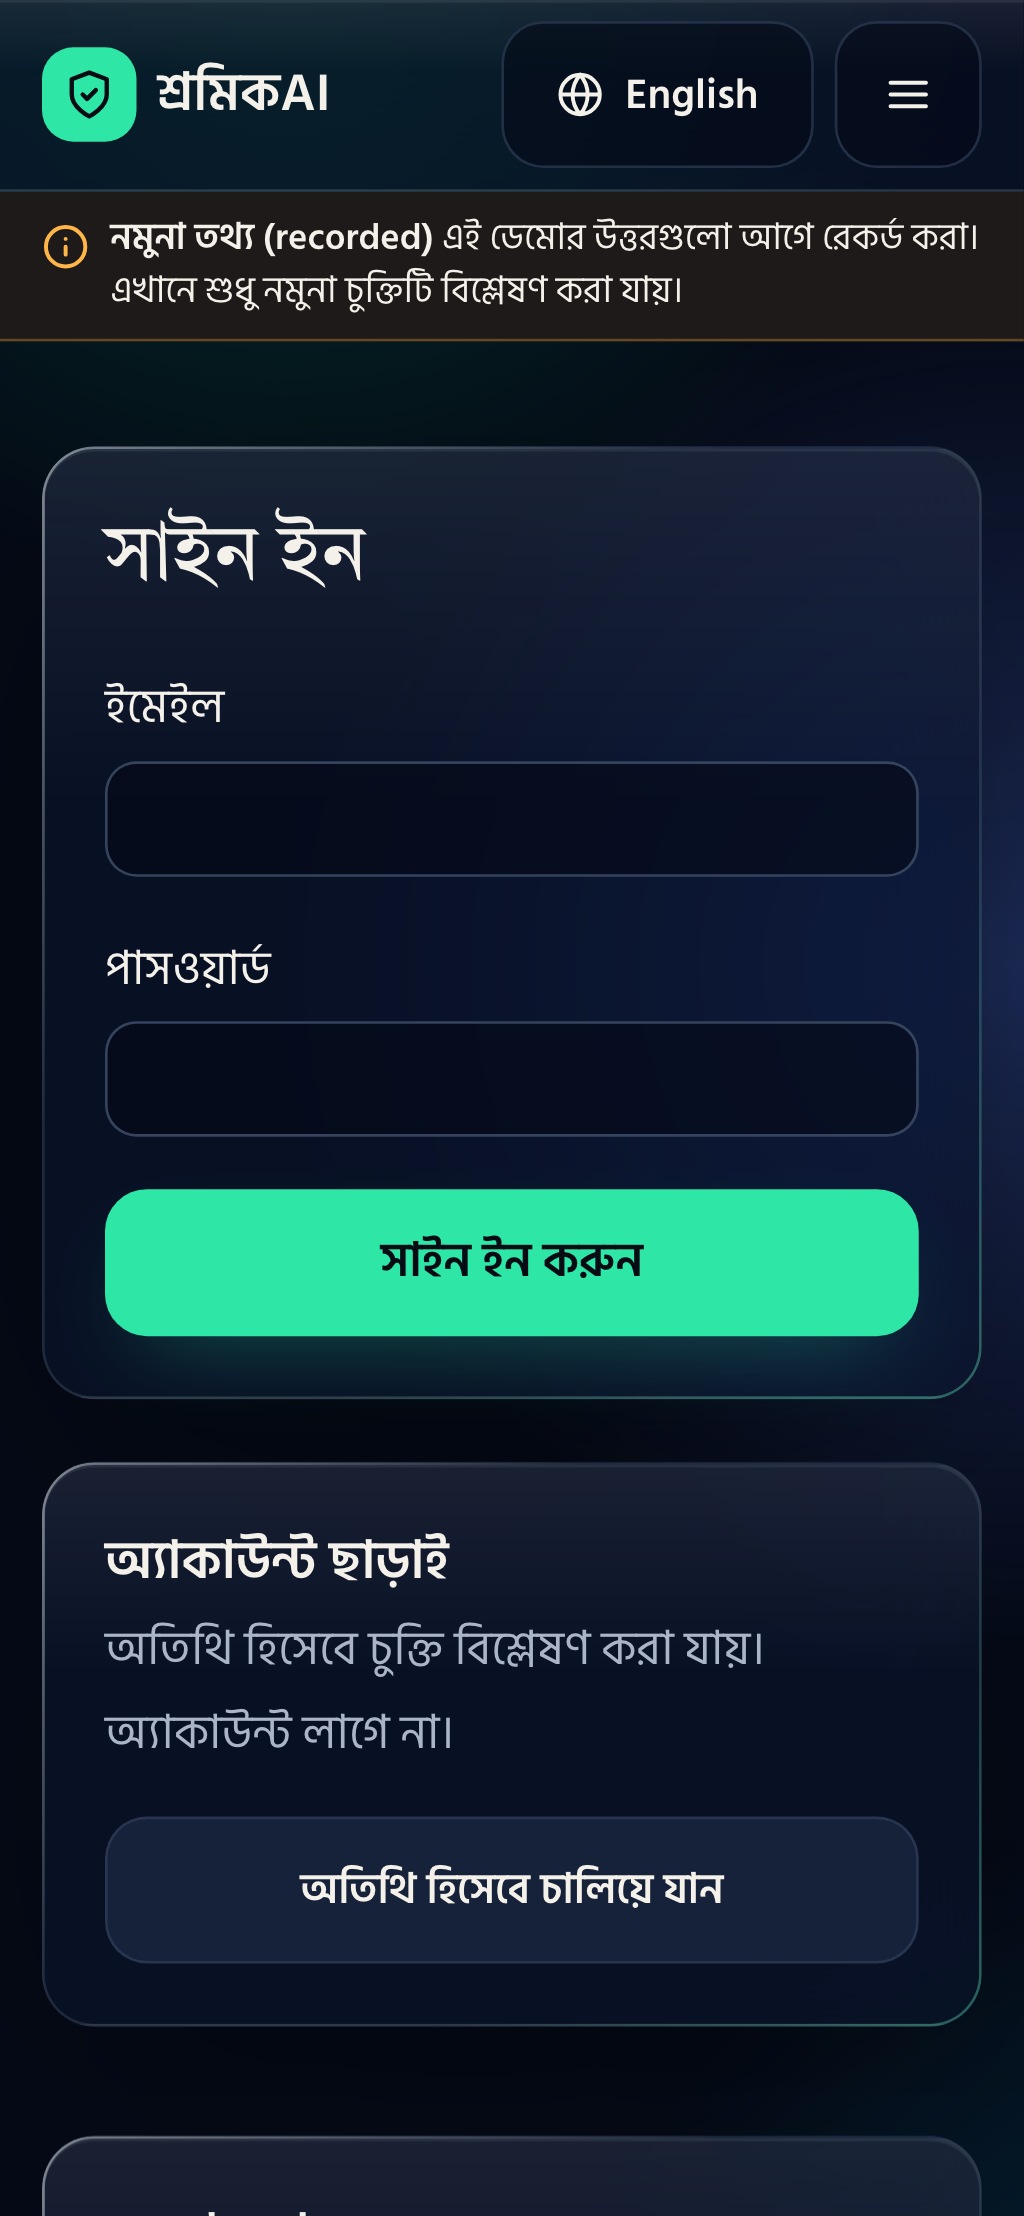 শ্রমিকAI
English
নমুনা তথ্য (recorded) এই ডেমোর উত্তরগুলো আগে রেকর্ড করা।
এখানে শুধু নমুনা চুক্তিটি বিশ্লেষণ করা যায়।
সাইন ইন
ইমেইল
পাসওয়ার্ড
সাইন ইন করুন
অ্যাকাউন্ট ছাড়াই
অতিথি হিসেবে চুক্তি বিশ্লেষণ করা যায়।
অ্যাকাউন্ট লাগে না।
অতিথি হিসেবে চালিয়ে যান